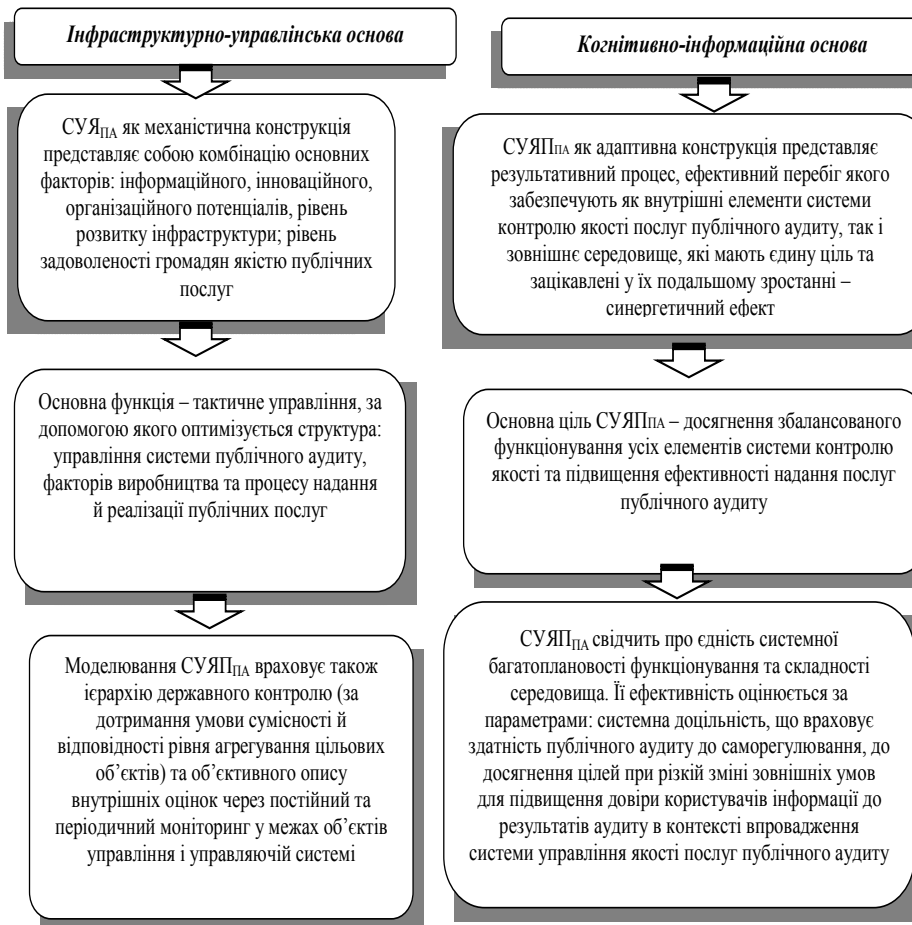 Інфраструктурно-управлінська основа
СУЯПА як механістична конструкція
представляє собою комбінацію основних
факторів: інформаційного, інноваційного,
організаційного потенціалів, рівень
розвитку інфраструктури; рівень
задоволеності громадян якістю публічних
послуг
Основна функція – тактичне управління, за
допомогою якого оптимізується структура:
управління системи публічного аудиту,
факторів виробництва та процесу надання
й реалізації публічних послуг
Моделювання СУЯППА враховує також
ієрархію державного контролю (за
дотримання умови сумісності й
відповідності рівня агрегування цільових
об’єктів) та об’єктивного опису
внутрішніх оцінок через постійний та
періодичний моніторинг у межах об’єктів
управління і управляючій системі
Когнітивно-інформаційна основа
СУЯППА як адаптивна конструкція представляє
результативний процес, ефективний перебіг якого
забезпечують як внутрішні елементи системи
контролю якості послуг публічного аудиту, так і
зовнішнє середовище, які мають єдину ціль та
зацікавлені у їх подальшому зростанні –
синергетичний ефект
Основна ціль СУЯППА – досягнення збалансованого
функціонування усіх елементів системи контролю
якості та підвищення ефективності надання послуг
публічного аудиту
СУЯППА свідчить про єдність системної
багатоплановості функціонування та складності
середовища. Її ефективність оцінюється за
параметрами: системна доцільність, що враховує
здатність публічного аудиту до саморегулювання, до
досягнення цілей при різкій зміні зовнішніх умов
для підвищення довіри користувачів інформації до
результатів аудиту в контексті впровадження
системи управління якості послуг публічного аудиту